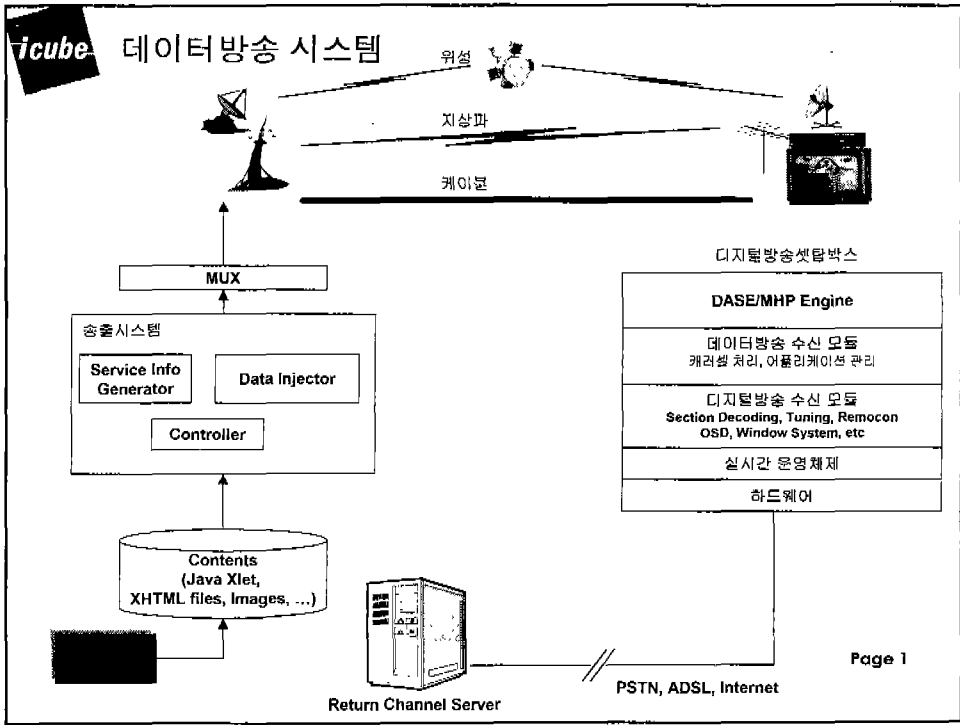 icube
데이터방송 시스템
위성
지상파
케이블
MUX
송출시스템
Service Info
Generator
Data Injector
Controller
Contents
(Java Xlet,
XHTML files, Images, ...)
디지털방송셋탑박스
DASE/MHP Engine
데이터방송 수신 모듈
캐러셀 처리, 어플리케이션 관리
디지털방송 수신 모듈
Section Decoding, Tuning, Remocon
OSD, Window System, etc
실시간 운영체제
하드웨어
Return Channel Server
PSTN, ADSL, Internet
Page 1